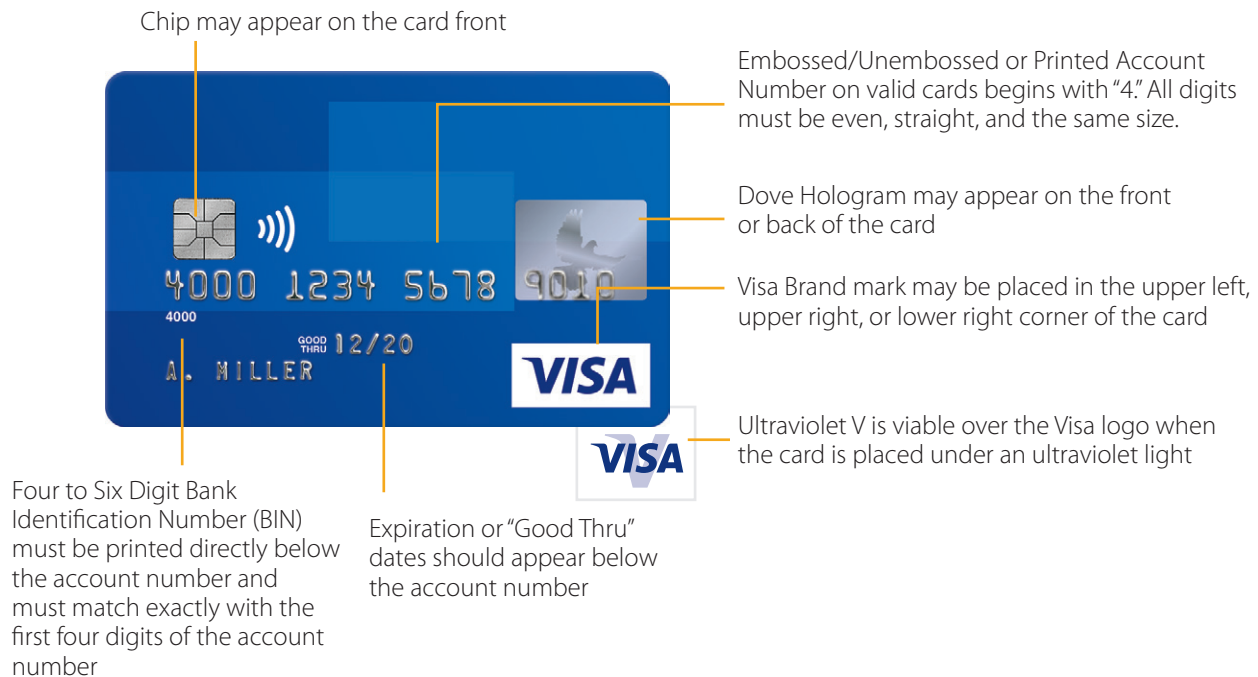 Chip may appear on the card front
Embossed/Unembossed or Printed Account
Number on valid cards begins with “4.” All digits
must be even, straight, and the same size.
Dove Hologram may appear on the front
or back of the card
4000 1234 5678 9010
Visa Brand mark may be placed in the upper left,
upper right, or lower right corner of the card
4000
GOOD
THRU 12/20
A. MILLER
VISA
Ultraviolet V is viable over the Visa logo when
the card is placed under an ultraviolet light
VISA
V
Four to Six Digit Bank
Identification Number (BIN)
must be printed directly below
the account number and
must match exactly with the
first four digits of the account
number
Expiration or “Good Thru”
dates should appear below
the account number